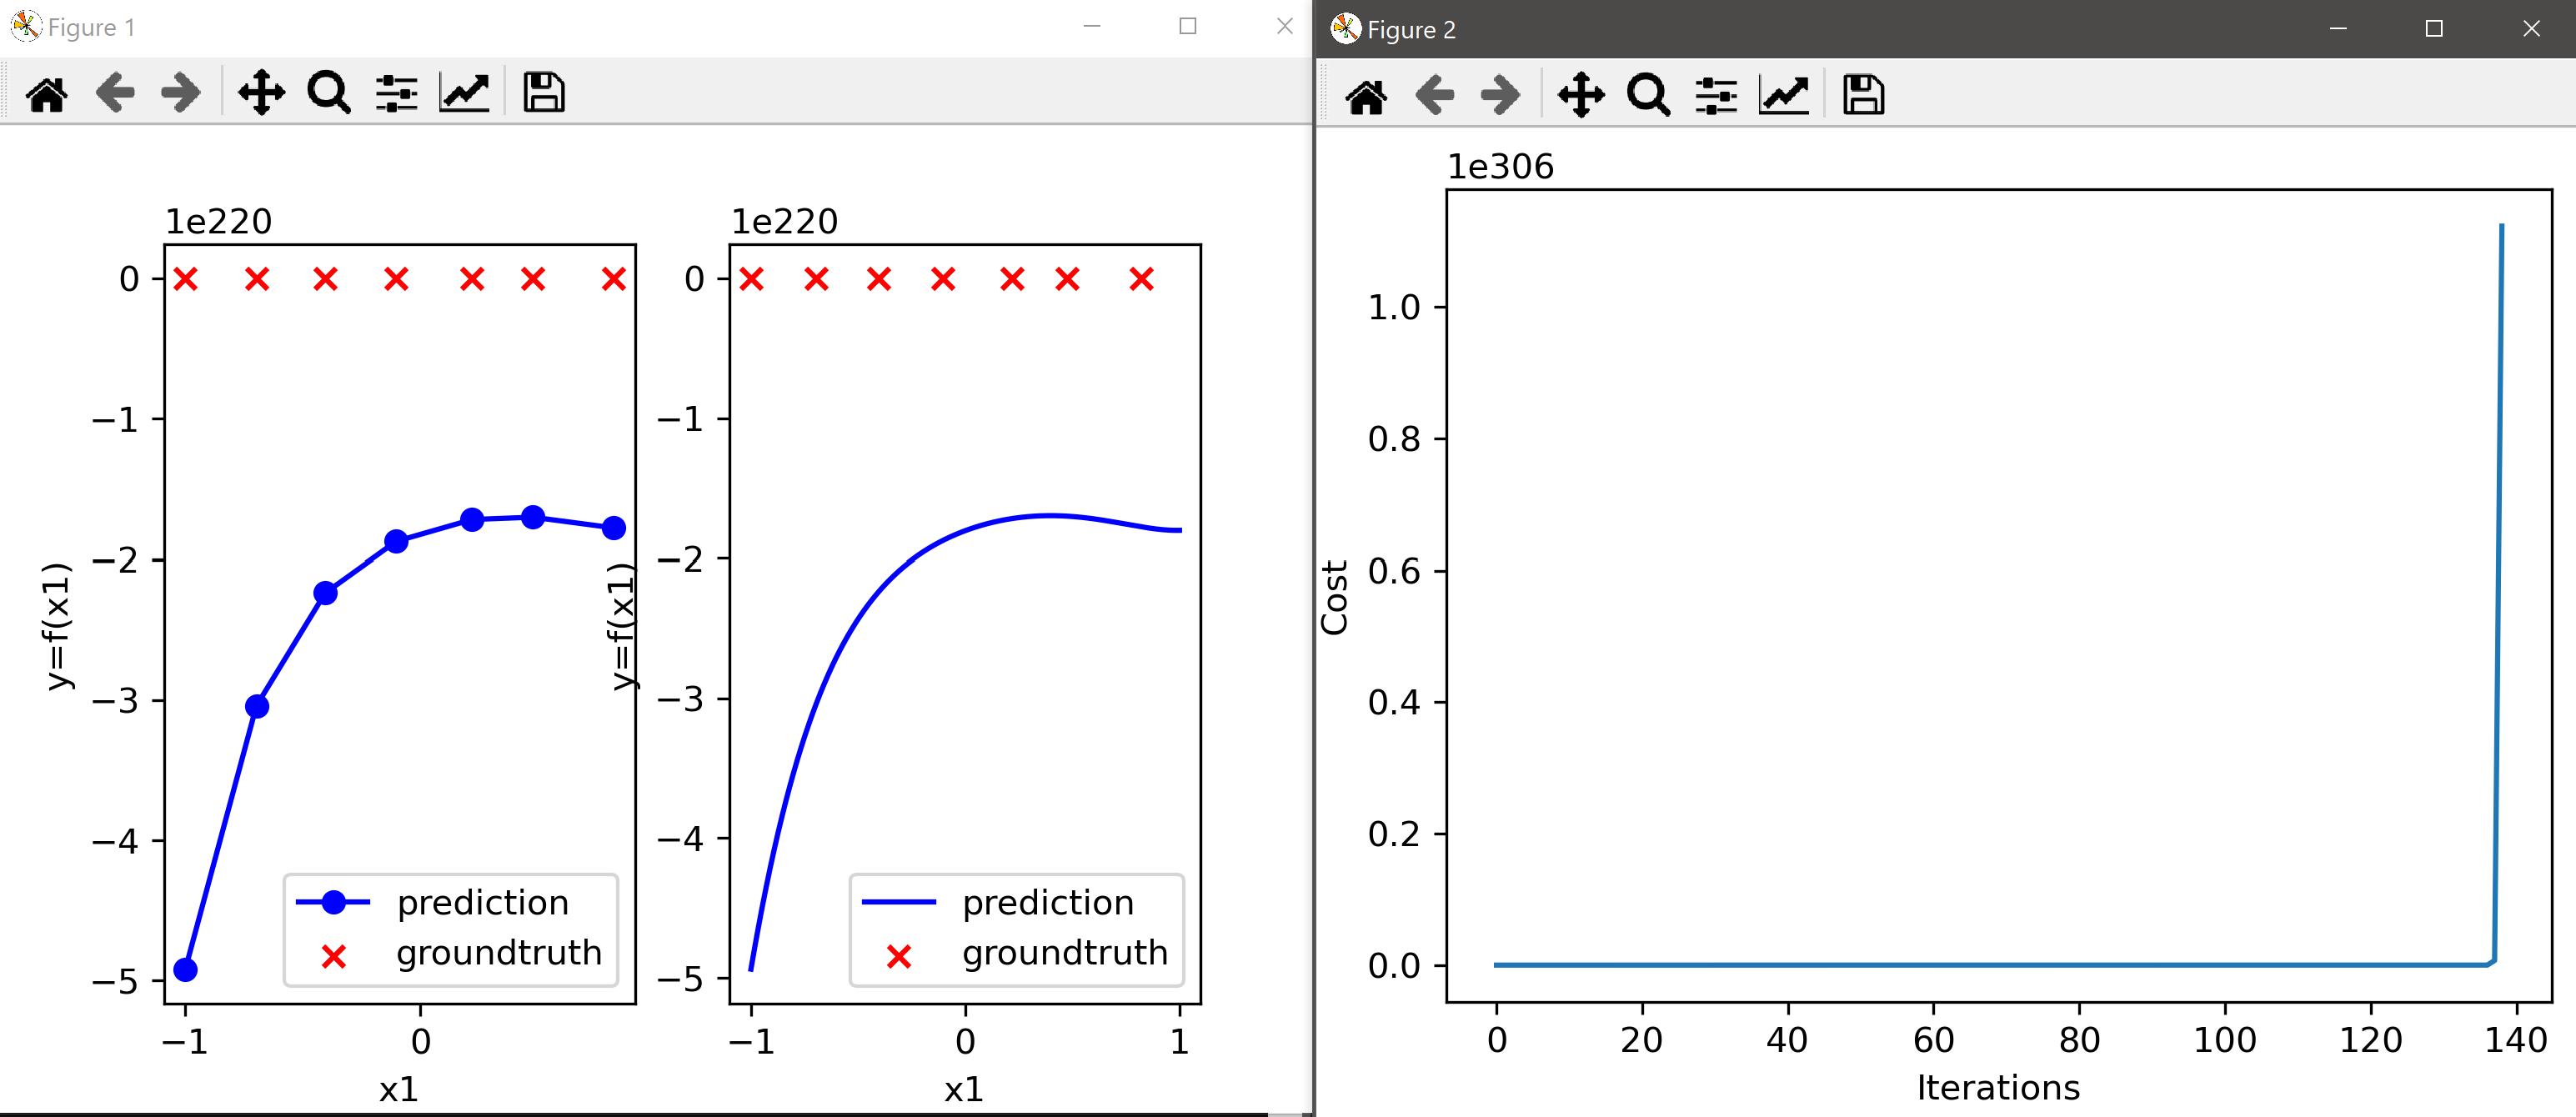 Figure 1
1e220
0
−1
−2
−3
−4
−5
y=f(x1)
prediction
groundtruth
−1
0
x1
1e220
0
−1
−2
−3
−4
−5
y=f(x1)
prediction
groundtruth
−1
0
1
x1
Figure 2
1e306
1.0
0.8
0.6
0.4
0.2
0.0
Cost
0
20
40
60
80
100
120
140
Iterations